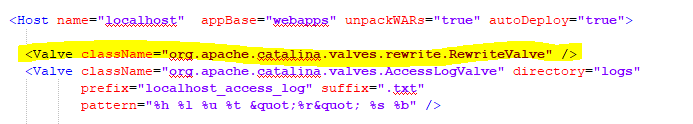 <Host name="localhost"  appBase="webapps" unpackWARs="true" autoDeploy="true">
<Valve className="org.apache.catalina.valves.rewrite.RewriteValve" />
<Valve className="org.apache.catalina.valves.AccessLogValve" directory="logs"
prefix="localhost_access_log" suffix=".txt"
pattern="%h %l %u %t &quot;%r&quot; %s %b" />